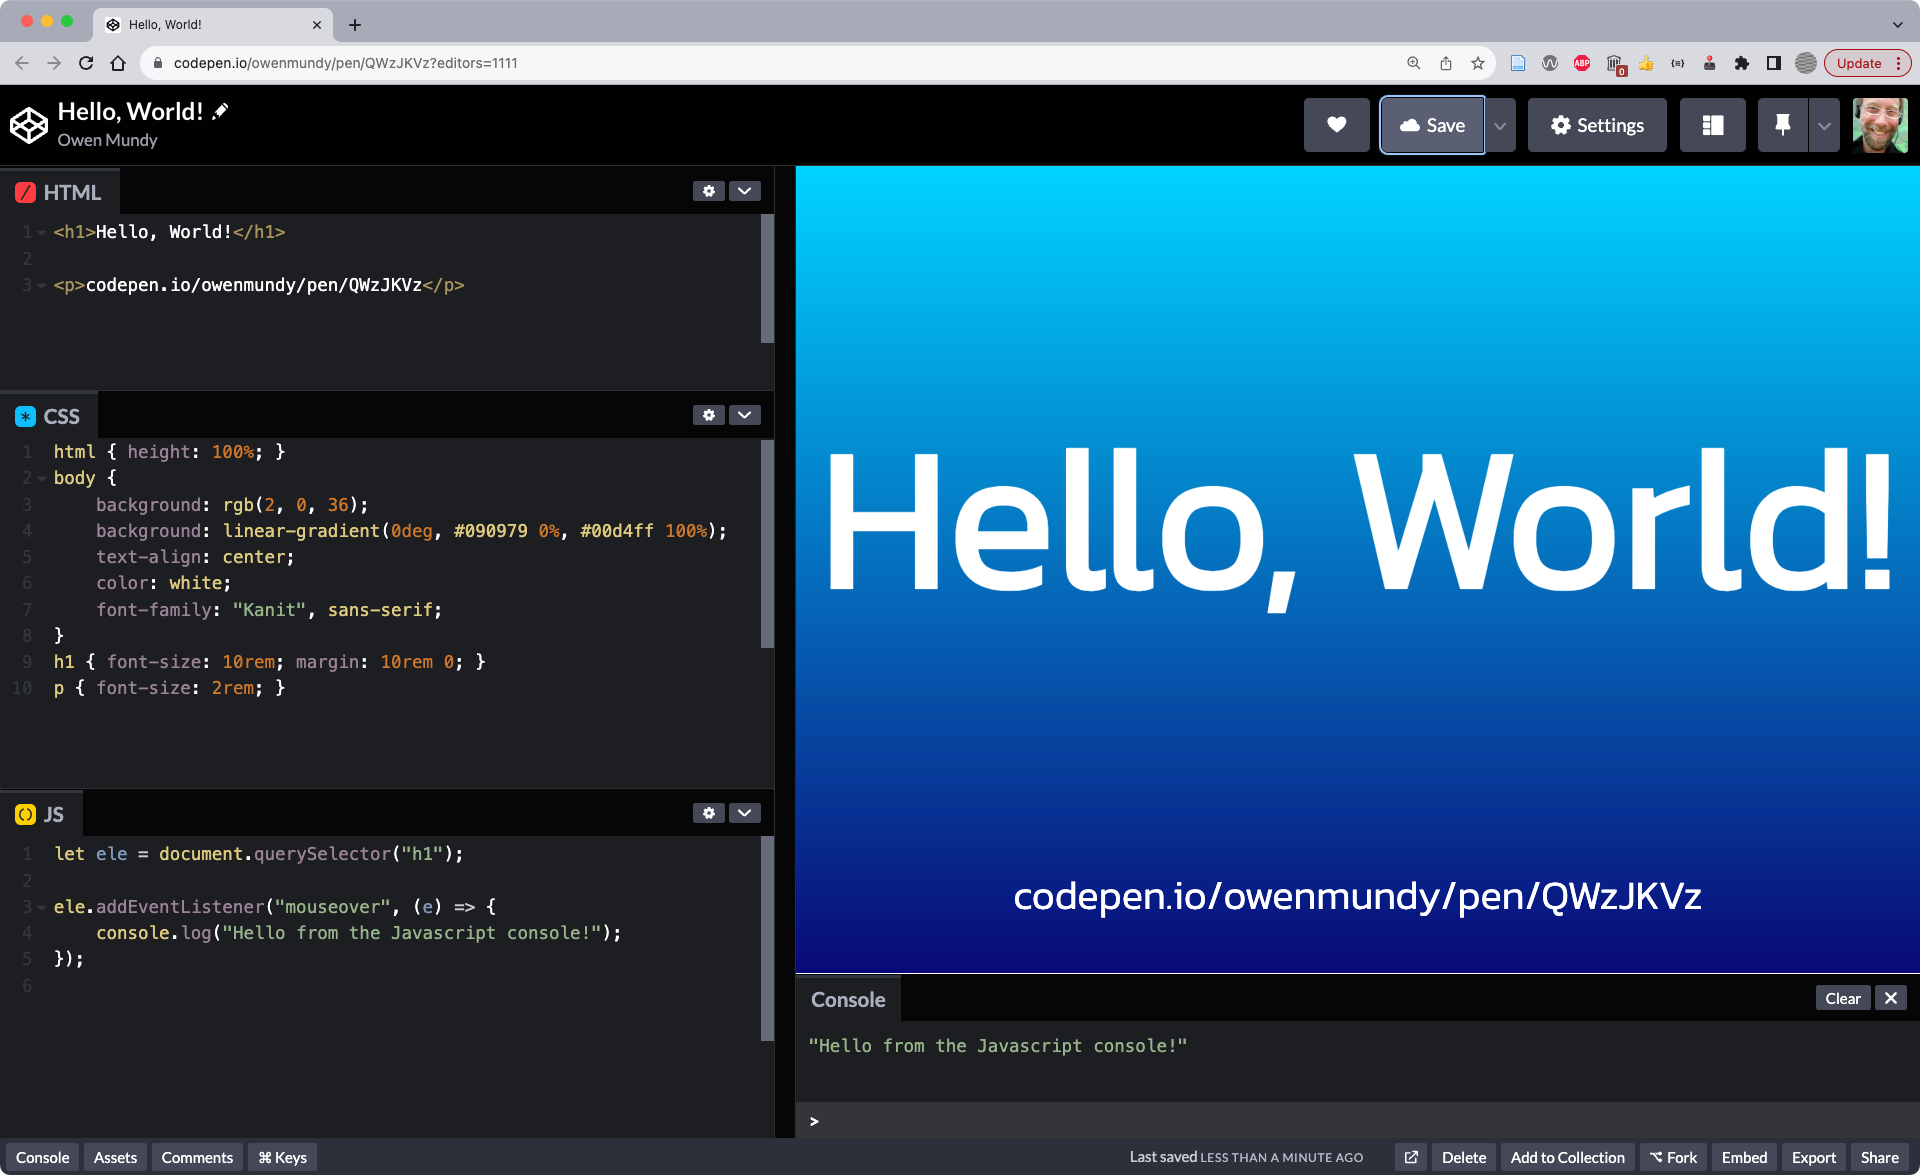 Hello, World!
codepen.io/owenmundy/pen/QWzJKVz?editors=1111
ABP
0
{≡}
Update
Hello, World!
Owen Mundy
Save
Settings
HTML
1 <h1>Hello, World!</h1>
2
3 <p>codepen.io/owenmundy/pen/QWzJKVz</p>
CSS
1 html { height: 100%; }
2 body {
3 background: rgb(2, 0, 36);
4 background: linear-gradient(0deg, #090979 0%, #00d4ff 100%);
5 text-align: center;
6 color: white;
7 font-family: "Kanit", sans-serif;
8 }
9 h1 { font-size: 10rem; margin: 10rem 0; }
10 p { font-size: 2rem; }
JS
1 let ele = document.querySelector("h1");
2
3 ele.addEventListener("mouseover", (e) => {
4 console.log("Hello from the Javascript console!");
5 });
6
Hello, World!
codepen.io/owenmundy/pen/QWzJKVz
Console
Clear
"Hello from the Javascript console!"
>
Console Assets Comments ⌘ Keys
Last saved LESS THAN A MINUTE AGO
Delete Add to Collection ⌥ Fork Embed Export Share